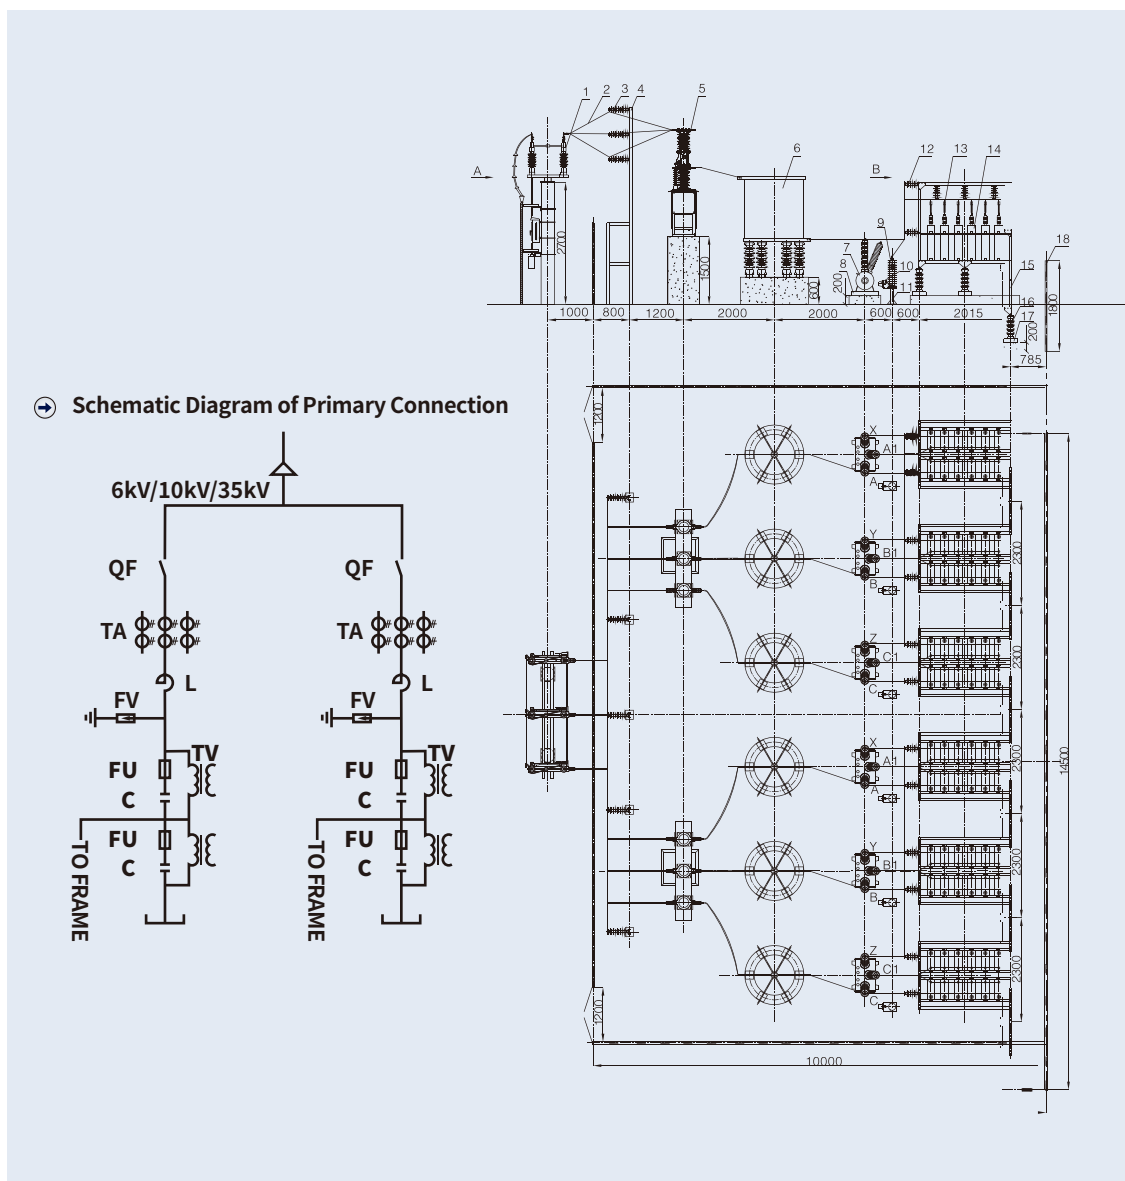 1 2 3 4 5
6
12 13 14
A
B
9
7
8
10
11
18
15
16
17
2700
1500
600
200
1800
200
1000 800 1200 2000 2000 600 600 2015
785
Schematic Diagram of Primary Connection
6kV/10kV/35kV
QF QF
TA # # # # # #
TA # # # # # #
L L
FV FV
TV TV
FU FU
C C
FU FU
C C
TO FRAME TO FRAME
1200
X
A1
A
Y
B1
B
2300
Z
C1
C
2300
X
A1
A
2300
14500
Y
B1
B
2300
Z
C1
C
2300
1200
10000